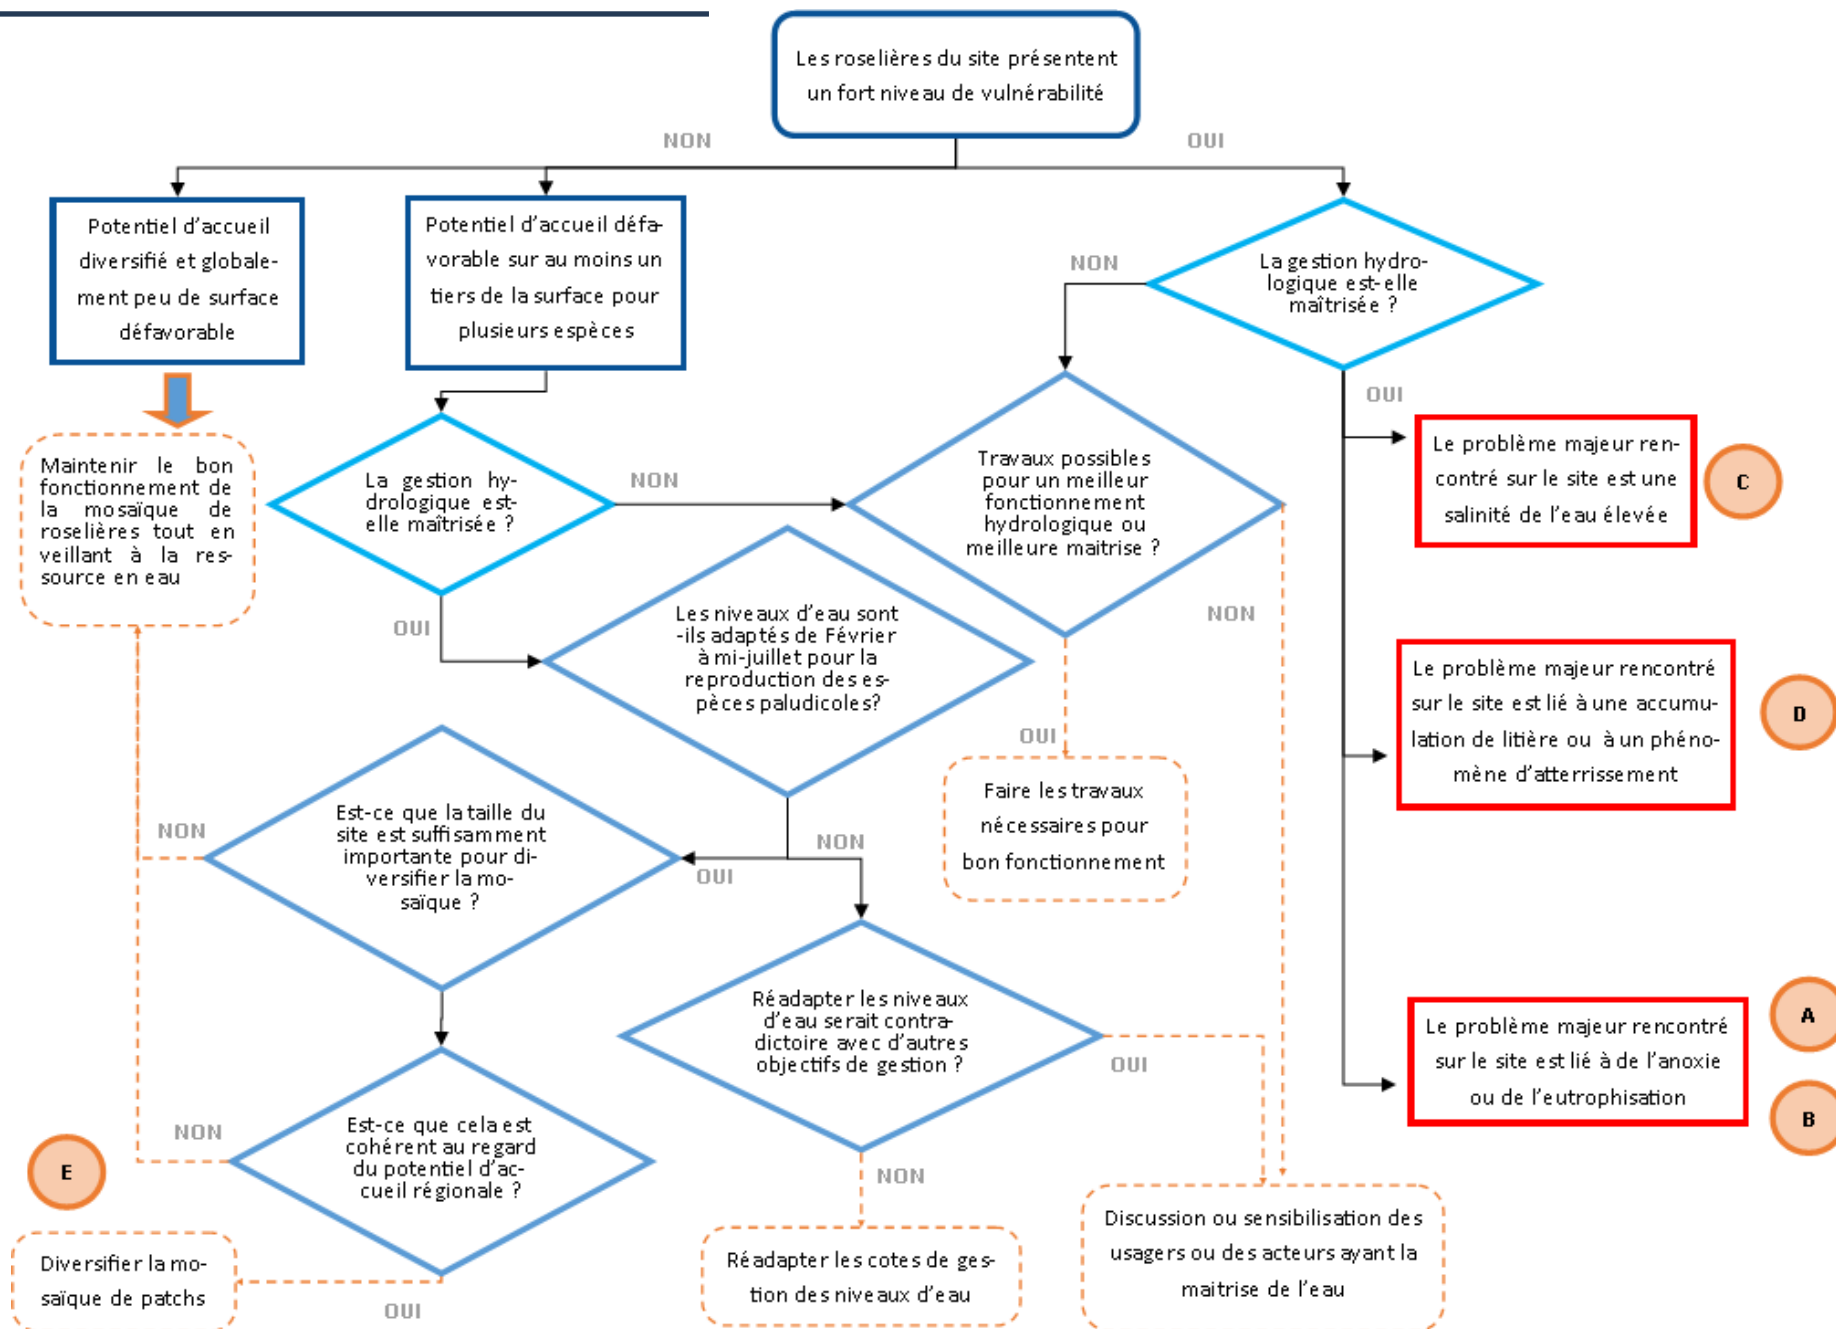 Les roselières du site présentent
un fort niveau de vulnérabilité
NON
OUI
Potentiel d’accueil
diversifié et globale-
ment peu de surface
défavorable
Potentiel d’accueil défa-
vorable sur au moins un
tiers de la surface pour
plusieurs espèces
La gestion hydro-
logique est-elle
maîtrisée ?
NON
OUI
Maintenir le bon
fonctionnement de
la mosaïque de
roselières tout en
veillant à la res-
source en eau
La gestion hy-
drologique est-
elle maîtrisée ?
NON
OUI
Travaux possibles
pour un meilleur
fonctionnement
hydrologique ou
meilleure maitrise ?
NON
OUI
Le problème majeur ren-
contré sur le site est une
salinité de l’eau élevée
C
Les niveaux d’eau sont
-ils adaptés de Février
à mi-juillet pour la
reproduction des es-
pèces paludicoles?
NON
OUI
Le problème majeur rencontré
sur le site est lié à une accumu-
lation de litière ou à un phéno-
mène d’atterrissement
D
Faire les travaux
nécessaires pour
bon fonctionnement
Est-ce que la taille du
site est suffisamment
importante pour di-
versifier la mo-
saïque ?
NON
Réadapter les niveaux
d’eau serait contra-
dictoire avec d’autres
objectifs de gestion ?
OUI
NON
Le problème majeur rencontré
sur le site est lié à de l’anoxie
ou de l’eutrophisation
A
B
Est-ce que cela est
cohérent au regard
du potentiel d’ac-
cueil régionale ?
NON
OUI
E
Diversifier la mo-
saïque de patchs
Réadapter les cotes de ges-
tion des niveaux d’eau
Discussion ou sensibilisation des
usagers ou des acteurs ayant la
maitrise de l’eau